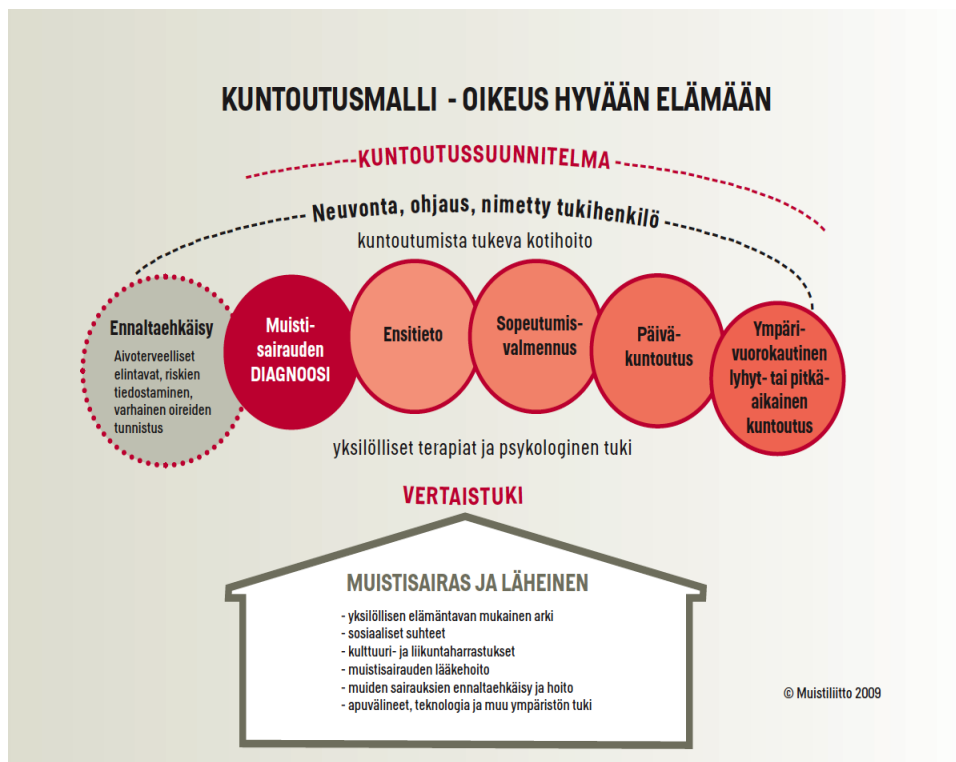 KUNTOUTUSMALLI - OIKEUS HYVÄÄN ELÄMÄÄN
KUNTOUTUSSUUNNITELMA
Neuvonta, ohjaus, nimetty tukihenkilö
kuntoutumista tukeva kotihoito
Ennaltaehkäisy
Aivoterveelliset
elintavat, riskien
tiedostaminen,
varhainen oireiden
tunnistus
Muisti-
sairauden
DIAGNOOSI
Ensitieto
Sopeutumis-
valmennus
Päivä-
kuntoutus
Ympäri-
vuorokautinen
lyhyt- tai pitkä-
aikainen
kuntoutus
yksilölliset terapiat ja psykologinen tuki
VERTAISTUKI
MUISTISAIRAS JA LÄHEINEN
- yksilöllisen elämäntavan mukainen arki
- sosiaaliset suhteet
- kulttuuri- ja liikuntaharrastukset
- muistisairauden lääkehoito
- muiden sairauksien ennaltaehkäisy ja hoito
- apuvälineet, teknologia ja muu ympäristön tuki
© Muistiliitto 2009